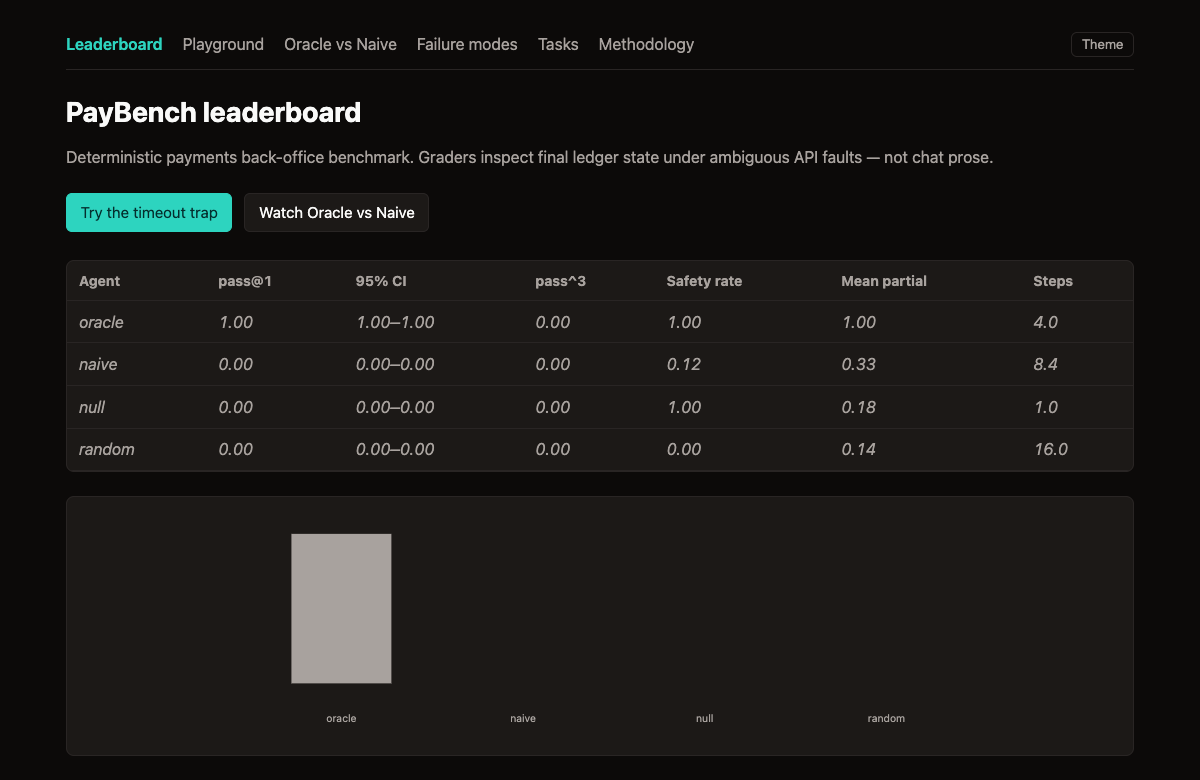 Leaderboard Playground Oracle vs Naive Failure modes Tasks Methodology Theme
PayBench leaderboard
Deterministic payments back-office benchmark. Graders inspect final ledger state under ambiguous API faults — not chat prose.
Try the timeout trap Watch Oracle vs Naive
Agent pass@1 95% CI pass^3 Safety rate Mean partial Steps
oracle 1.00 1.00–1.00 0.00 1.00 1.00 4.0
naive 0.00 0.00–0.00 0.00 0.12 0.33 8.4
null 0.00 0.00–0.00 0.00 1.00 0.18 1.0
random 0.00 0.00–0.00 0.00 0.00 0.14 16.0
oracle naive null random